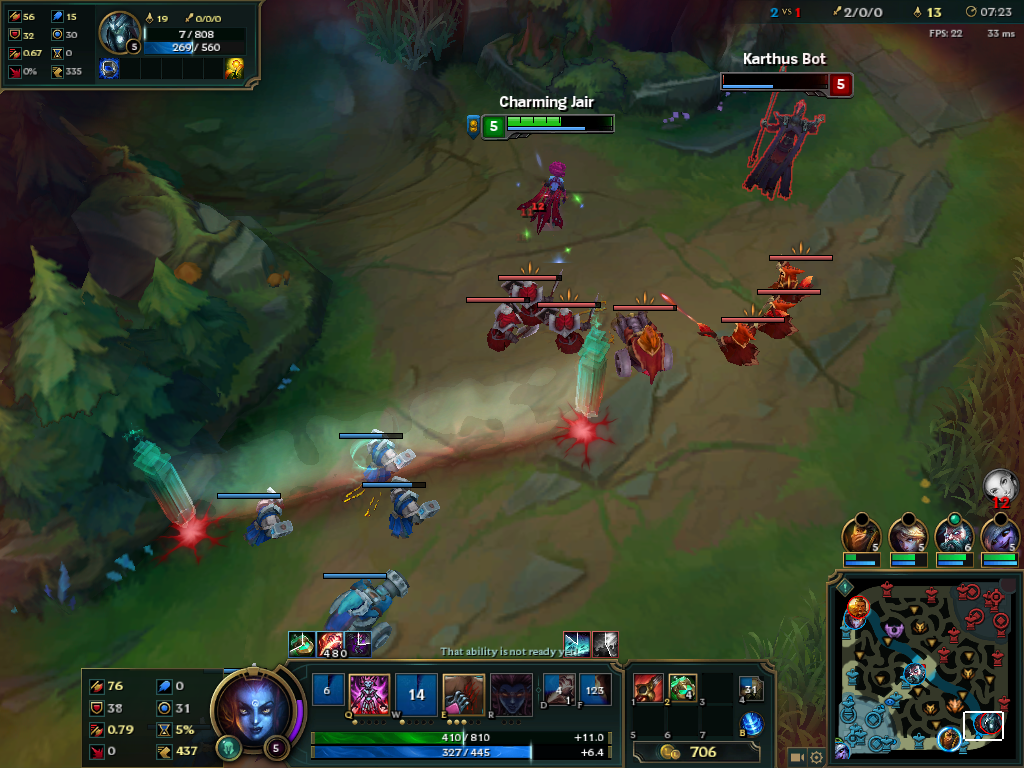 56 15
32 30
0.67 0
0% 335
19 0/0/0
7 / 808
269 / 560
5
2 vs 1 2/0/0 13 07:23
FPS: 22 33 ms
Karthus Bot
5
Charming Jair
5
12
12
5 5 6 5
480
That ability is not ready ye
76 0
38 31
0.79 5%
0 437
5
6 14 4 123
Q W E R D F
410 / 810 +11.0
327 / 445 +6.4
1 2 3 4
31
5 6 7 B
706